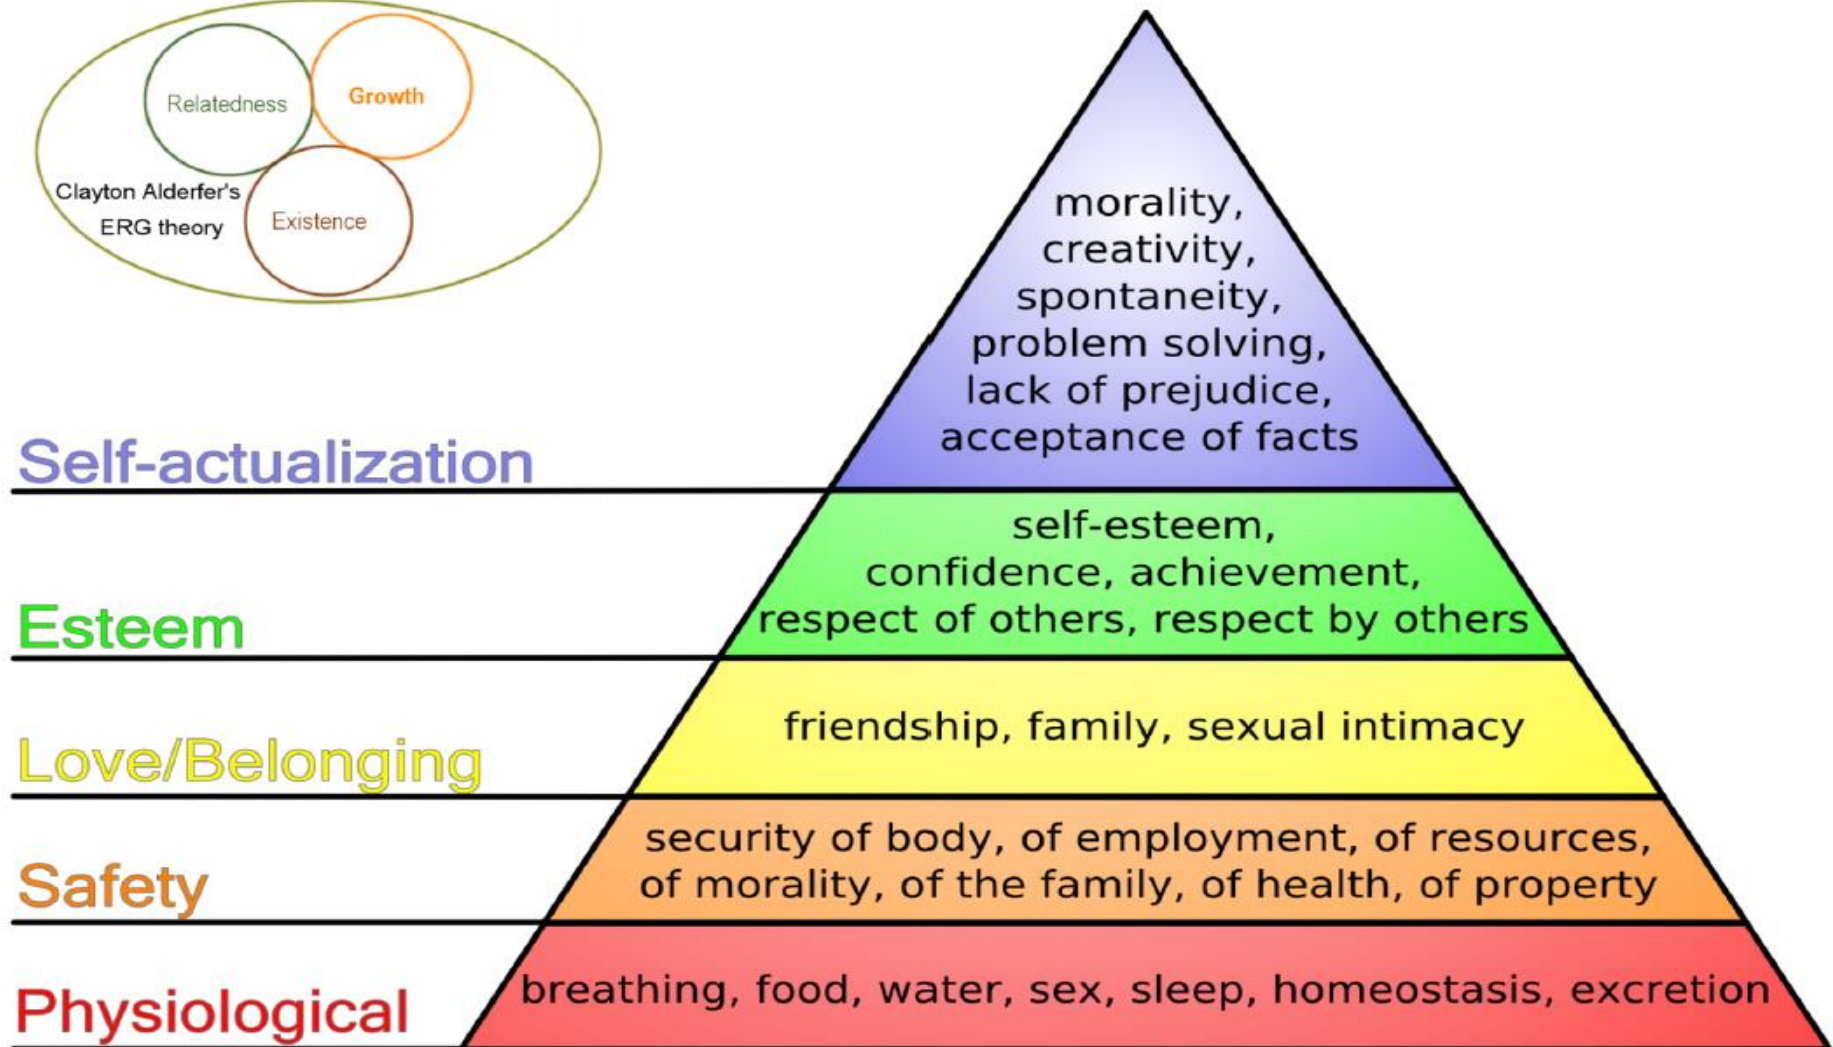 Relatedness
Growth
Clayton Alderfer's
ERG theory
Existence
morality,
creativity,
spontaneity,
problem solving,
lack of prejudice,
acceptance of facts
Self-actualization
self-esteem,
confidence, achievement,
respect of others, respect by others
Esteem
friendship, family, sexual intimacy
Love/Belonging
security of body, of employment, of resources,
of morality, of the family, of health, of property
Safety
breathing, food, water, sex, sleep, homeostasis, excretion
Physiological